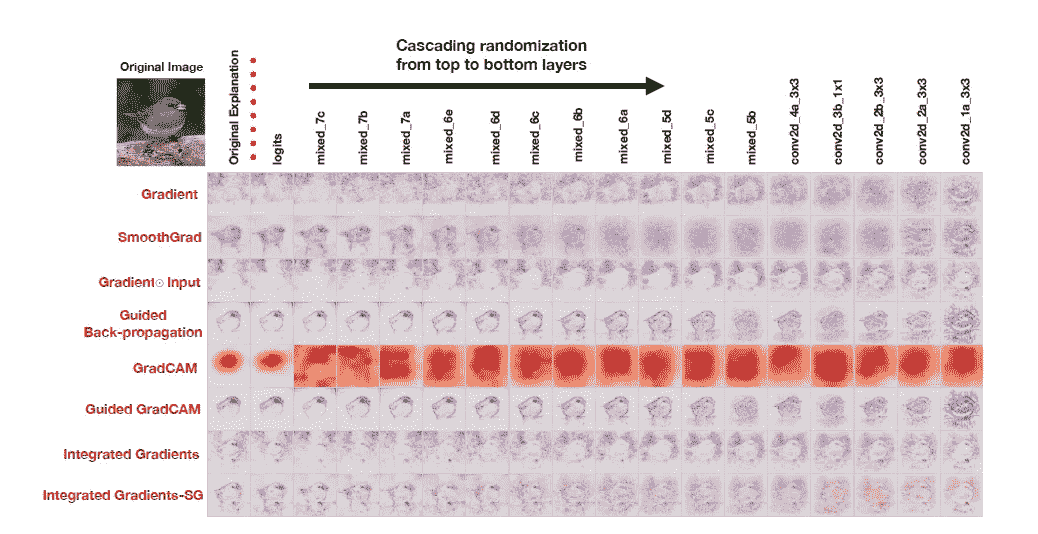 Cascading randomization
from top to bottom layers
Original Image
Original Explanation
logits
mixed_7c
mixed_7b
mixed_7a
mixed_6e
mixed_6d
mixed_6c
mixed_6b
mixed_6a
mixed_5d
mixed_5c
mixed_5b
conv2d_4a_3x3
conv2d_3b_1x1
conv2d_2b_3x3
conv2d_2a_3x3
conv2d_1a_3x3
Gradient
SmoothGrad
Gradient⊙ Input
Guided
Back-propagation
GradCAM
Guided GradCAM
Integrated Gradients
Integrated Gradients-SG